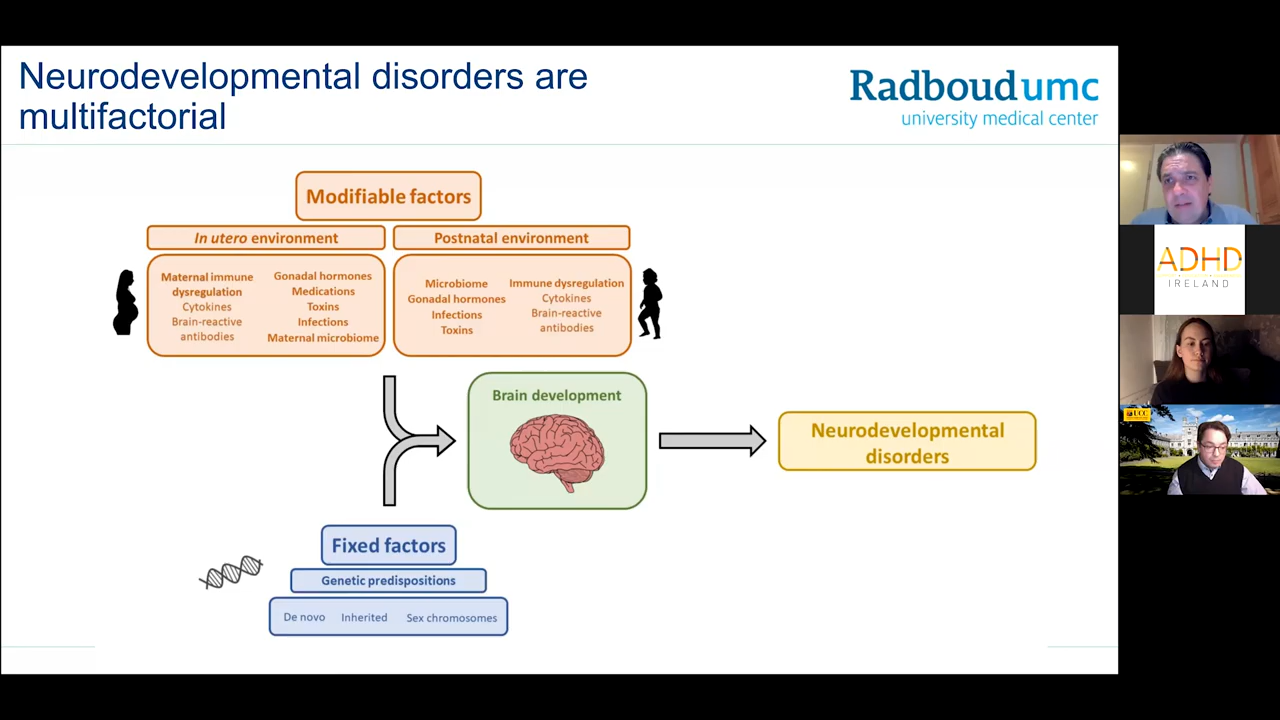 Neurodevelopmental disorders are
multifactorial
Radboudumc
university medical center
Modifiable factors
In utero environment
Postnatal environment
Maternal immune
dysregulation
Cytokines
Brain-reactive
antibodies
Gonadal hormones
Medications
Toxins
Infections
Maternal microbiome
Microbiome
Gonadal hormones
Infections
Toxins
Immune dysregulation
Cytokines
Brain-reactive
antibodies
Brain development
Neurodevelopmental
disorders
Fixed factors
Genetic predispositions
De novo Inherited Sex chromosomes
ADHD
IRELAND
UCC